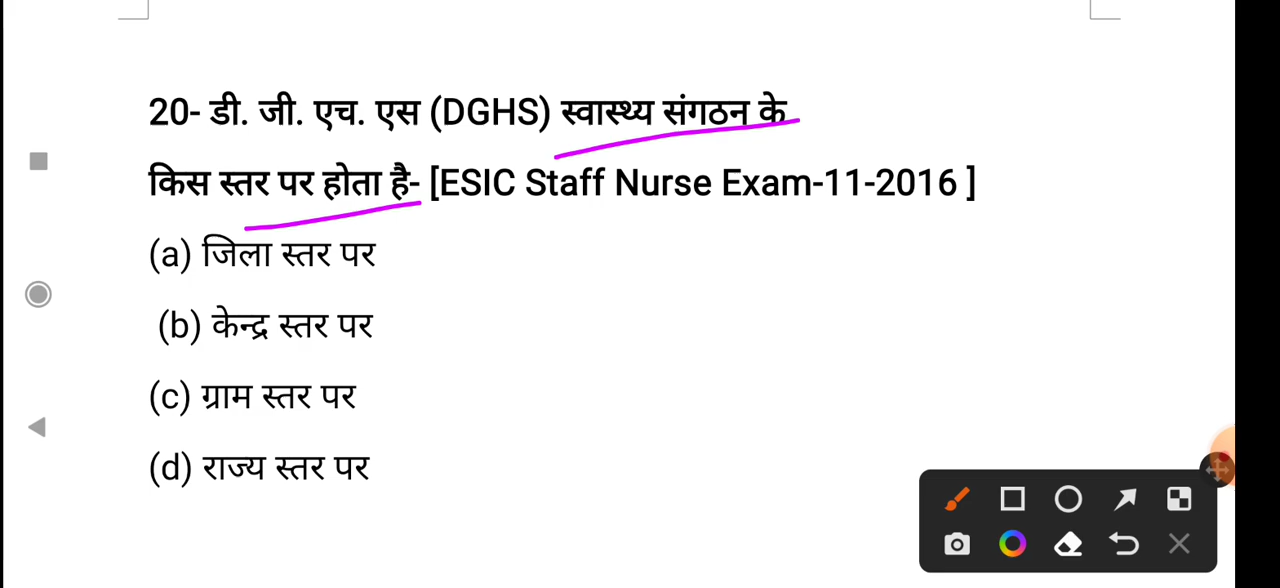 20- डी. जी. एच. एस (DGHS) स्वास्थ्य संगठन के
किस स्तर पर होता है- [ESIC Staff Nurse Exam-11-2016 ]
(a) जिला स्तर पर
(b) केन्द्र स्तर पर
(c) ग्राम स्तर पर
(d) राज्य स्तर पर